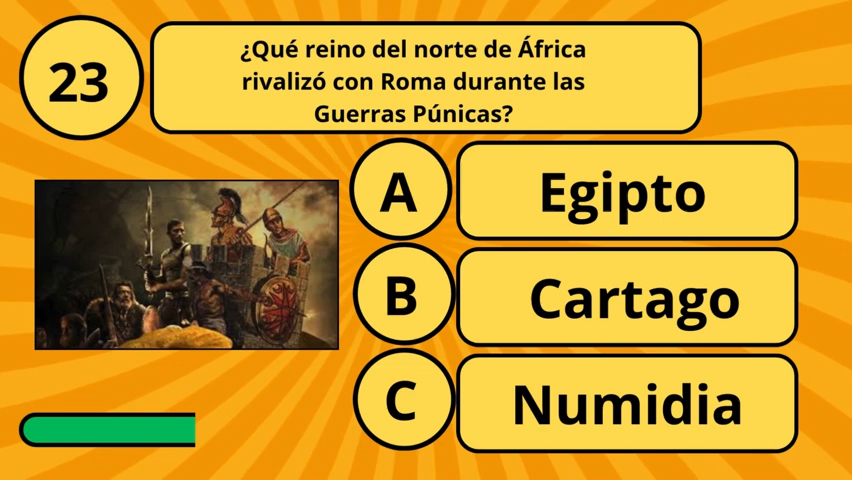 23
¿Qué reino del norte de África
rivalizó con Roma durante las
Guerras Púnicas?
A
Egipto
B
Cartago
C
Numidia